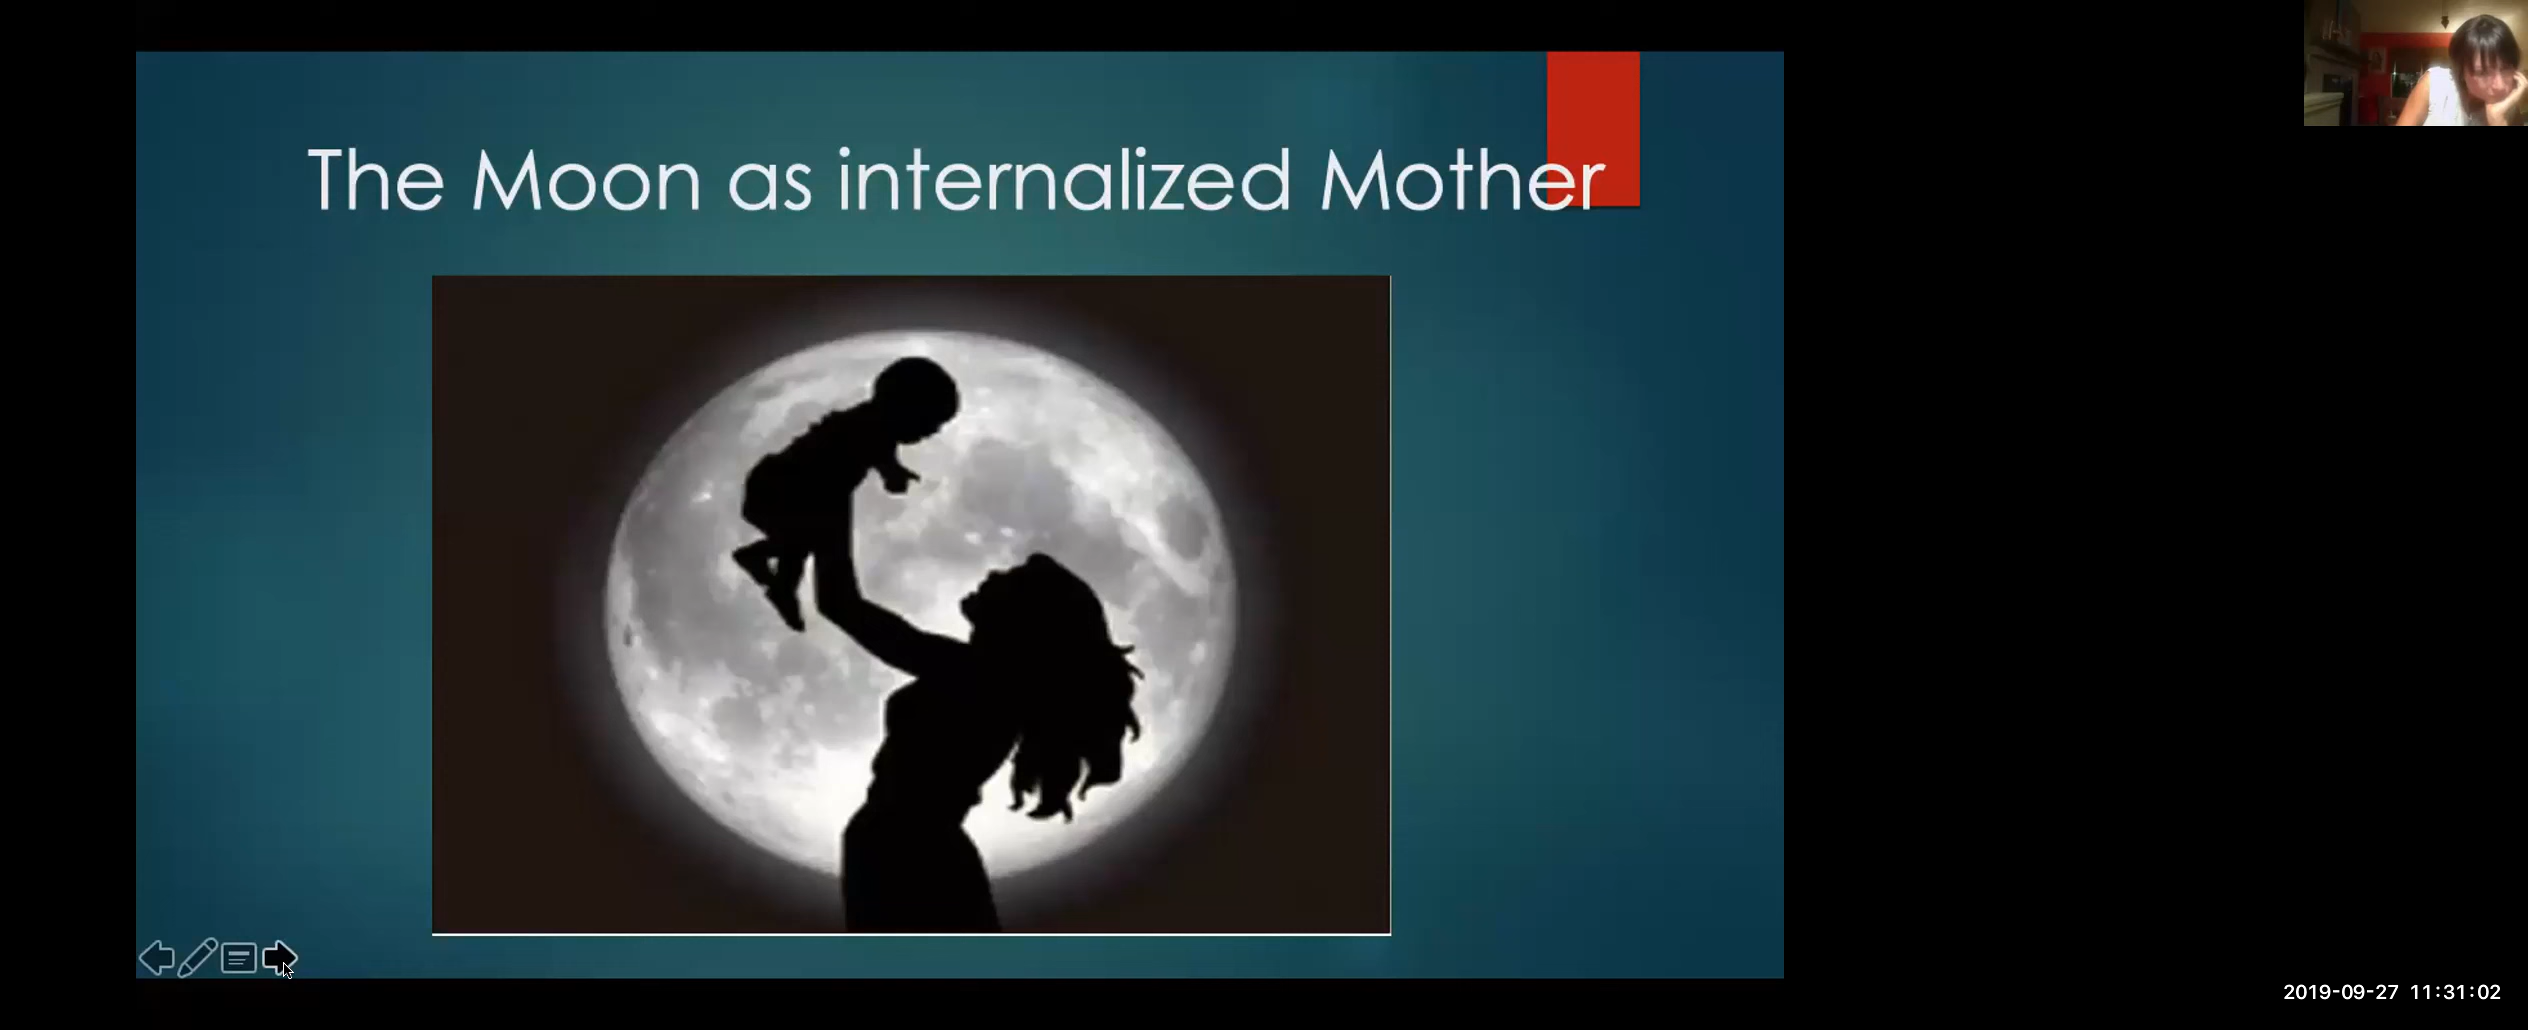 The Moon as internalized Mother
2019-09-27 11:31:02